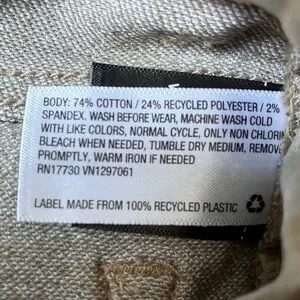 BODY: 74% COTTON / 24% RECYCLED POLYESTER / 2%
SPANDEX. WASH BEFORE WEAR, MACHINE WASH COLD
WITH LIKE COLORS, NORMAL CYCLE, ONLY NON CHLORIN
BLEACH WHEN NEEDED, TUMBLE DRY MEDIUM, REMOV
PROMPTLY, WARM IRON IF NEEDED
RN17730 VN1297061
LABEL MADE FROM 100% RECYCLED PLASTIC